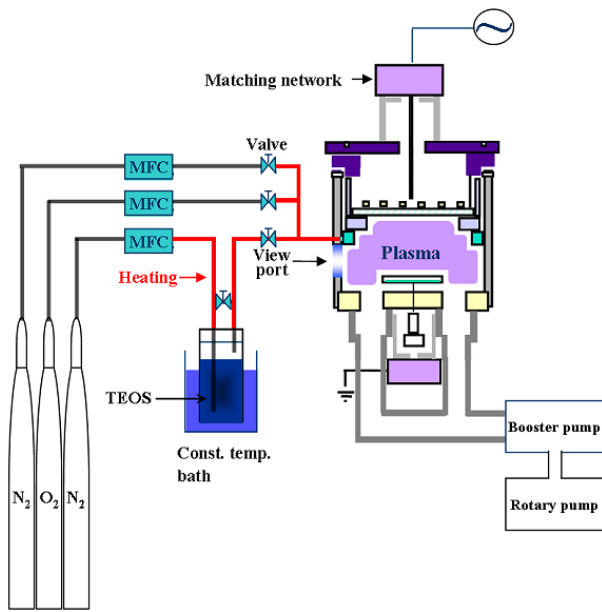 Matching network
Valve
MFC
MFC
MFC
View
port
Plasma
Heating
TEOS
Const. temp.
bath
Booster pump
N2 O2 N2
Rotary pump